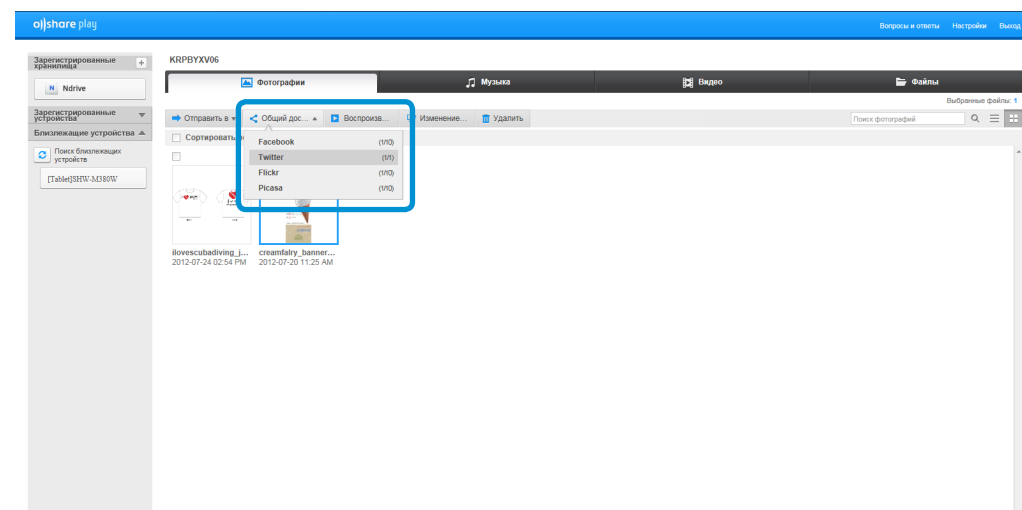 allshare play
Вопросы и ответы Настройки Выход
Зарегистрированные
хранилища
KRPBYXV06
N Ndrive
Фотографии
Музыка
Видео
Файлы
Выбранные файлы: 1
Зарегистрированные
устройства
Отправить в
Общий дос...
Воспроизв...
Изменение...
Удалить
Поиск фотографий
Близлежащие устройства
Сортировать
Поиск близлежащих
устройств
[Tablet]SHW-M380W
Facebook (1/10)
Twitter (1/1)
Flickr (1/10)
Picasa (1/10)
ilovescubadiving_j...
2012-07-24 02:54 PM
creamfalry_banner...
2012-07-20 11:25 AM